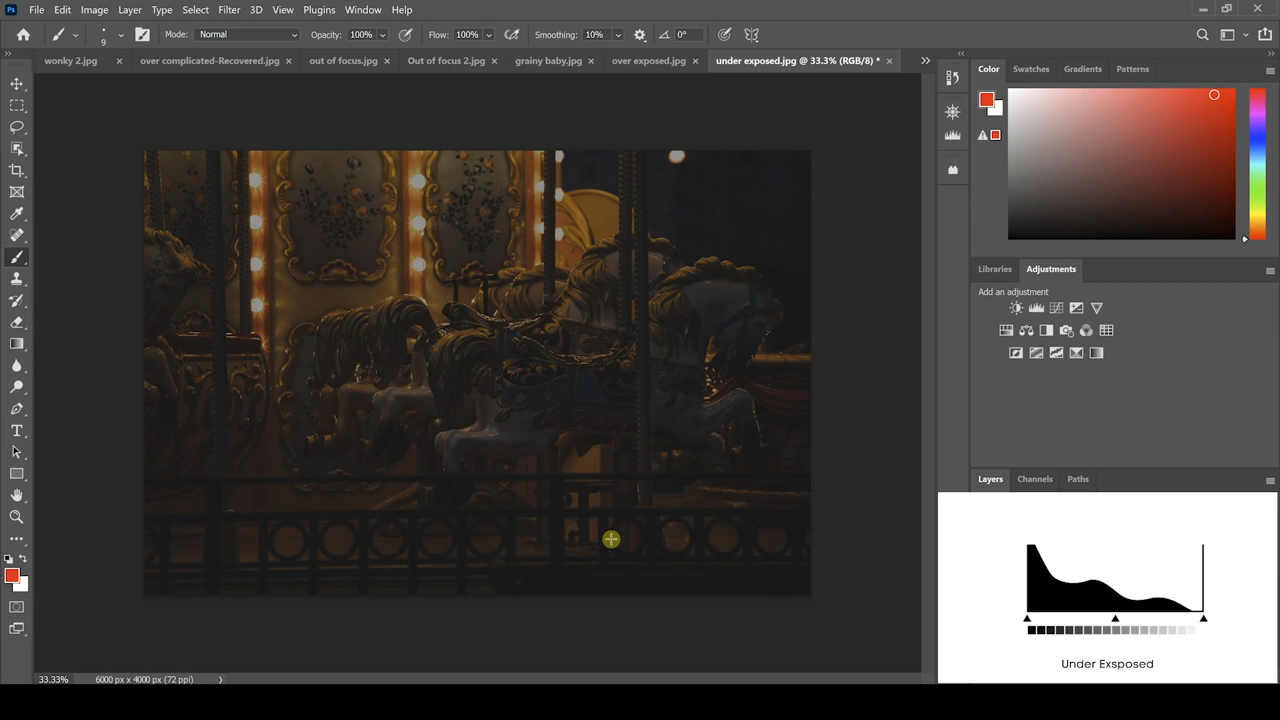 Ps File Edit Image Layer Type Select Filter 3D View Plugins Window Help
9 Mode: Normal Opacity: 100% Flow: 100% Smoothing: 10% 0°
wonky 2.jpg over complicated-Recovered.jpg out of focus.jpg Out of focus 2.jpg grainy baby.jpg over exposed.jpg under exposed.jpg @ 33.3% (RGB/8) *
Color Swatches Gradients Patterns
Libraries Adjustments
Add an adjustment
Layers Channels Paths
Under Exsposed
33.33% 6000 px x 4000 px (72 ppi)